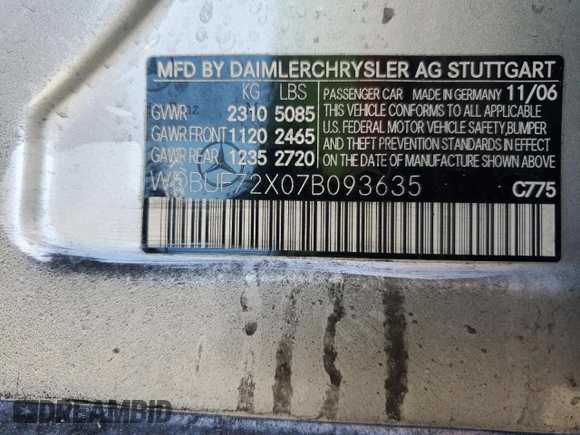 MFD BY DAIMLERCHRYSLER AG STUTTGART
KG LBS
GVWR 2310 5085
GAWR FRONT 1120 2465
GAWR REAR 1235 2720
PASSENGER CAR MADE IN GERMANY 11/06
THIS VEHICLE CONFORMS TO ALL APPLICABLE
U.S. FEDERAL MOTOR VEHICLE SAFETY,BUMPER
AND THEFT PREVENTION STANDARDS IN EFFECT
ON THE DATE OF MANUFACTURE SHOWN ABOVE.
WDBUF72X07B093635
C775
DREAMBID